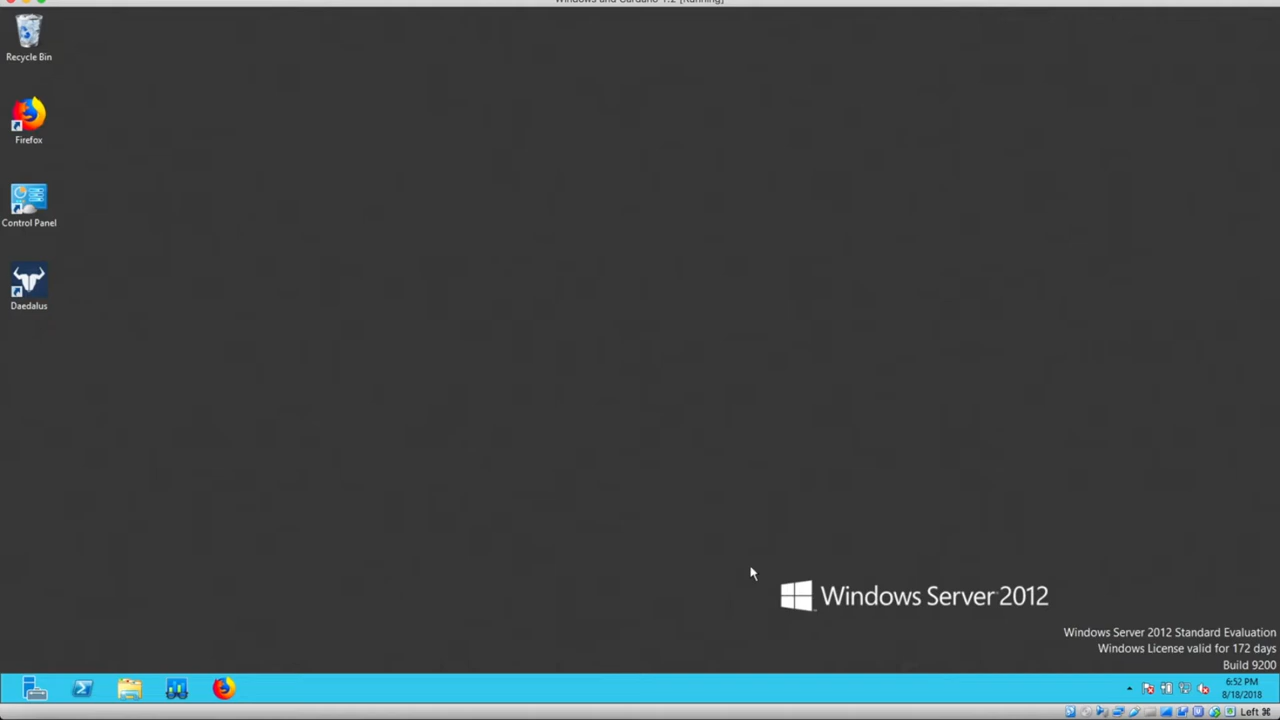 Recycle Bin
Firefox
Control Panel
Daedalus
Windows Server 2012
Windows Server 2012 Standard Evaluation
Windows License valid for 172 days
Build 9200
6:52 PM
8/18/2018
Left ⌘